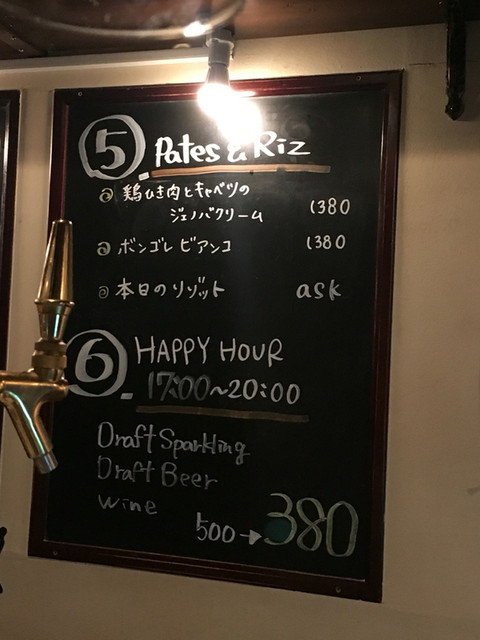 5 Pates & Riz
鶏ひき肉とキャベツの
ジェノバクリーム 1380
ボンゴレ ビアンコ 1380
本日のリゾット ask
6 HAPPY HOUR
17:00~20:00
Draft Sparkling
Draft Beer
Wine
500→380